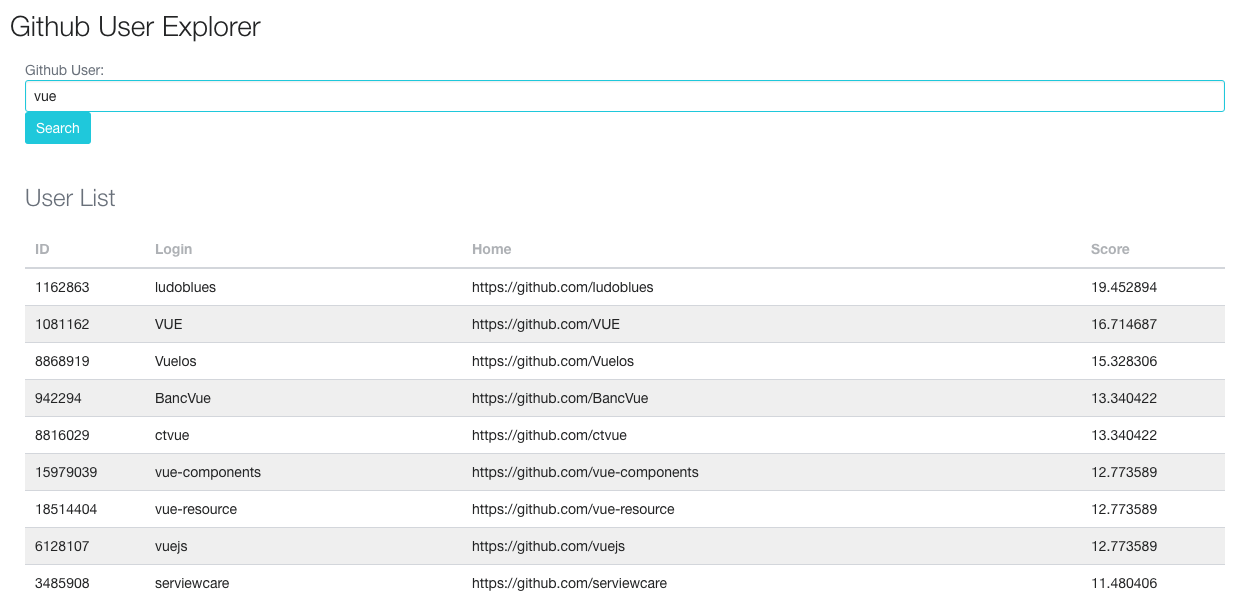 Github User Explorer
Github User:
vue
Search
User List
ID Login Home Score
1162863 ludoblues https://github.com/ludoblues 19.452894
1081162 VUE https://github.com/VUE 16.714687
8868919 Vuelos https://github.com/Vuelos 15.328306
942294 BancVue https://github.com/BancVue 13.340422
8816029 ctvue https://github.com/ctvue 13.340422
15979039 vue-components https://github.com/vue-components 12.773589
18514404 vue-resource https://github.com/vue-resource 12.773589
6128107 vuejs https://github.com/vuejs 12.773589
3485908 serviewcare https://github.com/serviewcare 11.480406